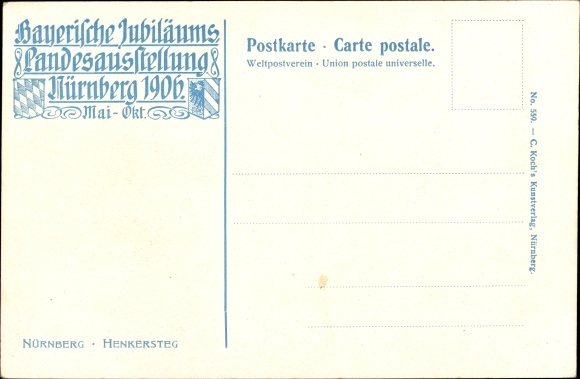 Bayerische Jubiläums
Landesausstellung
Nürnberg 1906.
Mai - Okt.
Postkarte · Carte postale.
Weltpostverein - Union postale universelle.
No. 550. — C. Koch's Kunstverlag, Nürnberg.
NÜRNBERG · HENKERSTEG